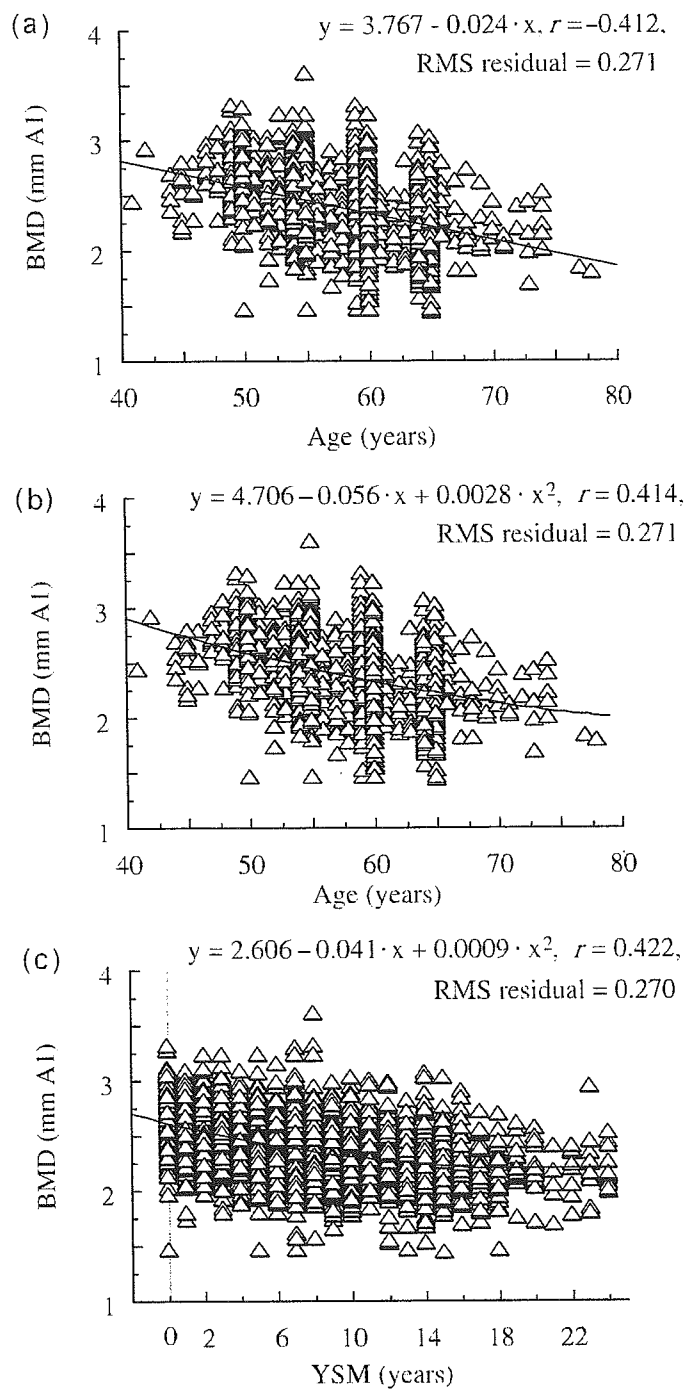 (a)
y = 3.767 - 0.024 · x, r = -0.412,
RMS residual = 0.271
BMD (mm Al)
4
3
2
1
40 50 60 70 80
Age (years)
(b)
y = 4.706 - 0.056 · x + 0.0028 · x², r = 0.414,
RMS residual = 0.271
BMD (mm Al)
4
3
2
1
40 50 60 70 80
Age (years)
(c)
y = 2.606 - 0.041 · x + 0.0009 · x², r = 0.422,
RMS residual = 0.270
BMD (mm Al)
4
3
2
1
0 2 6 10 14 18 22
YSM (years)